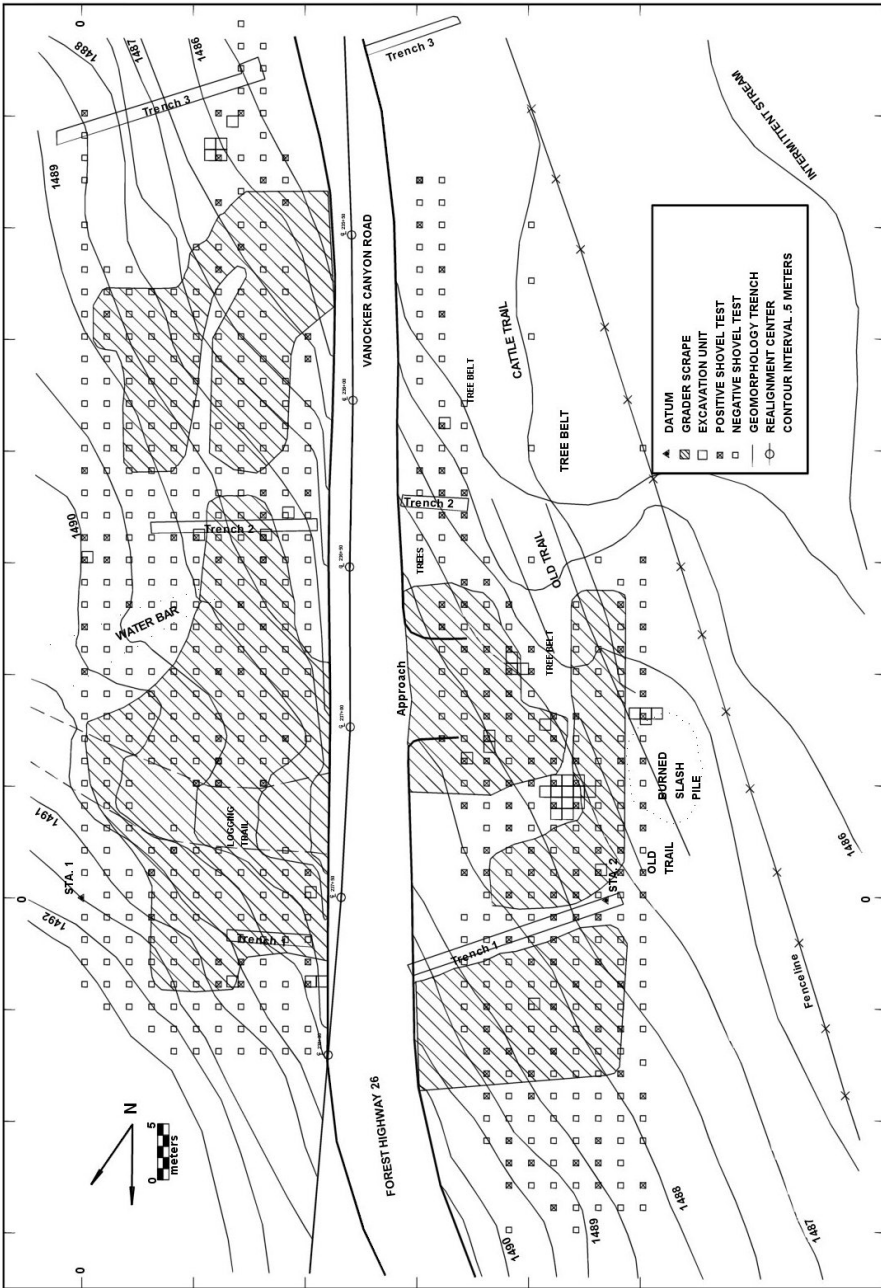 0
1488
1487
1486
Trench 3
1489
Trench 3
INTERMITTENT STREAM
VANOCKER CANYON ROAD
CATTLE TRAIL
TREE BELT
TREE BELT
1490
Trench 2
Trench 2
TREES
OLD TRAIL
WATER BAR
TREE BELT
Approach
1491
LOGGING
TRAIL
BURNED
SLASH
PILE
STA. 1
STA. 2
OLD
TRAIL
0
0
1492
1486
Trench 1
Trench 1
Fenceline
N
5
0
meters
FOREST HIGHWAY 26
1490
1489
1488
1487
0
DATUM
GRADER SCRAPE
EXCAVATION UNIT
POSITIVE SHOVEL TEST
NEGATIVE SHOVEL TEST
GEOMORPHOLOGY TRENCH
REALIGNMENT CENTER
CONTOUR INTERVAL .5 METERS